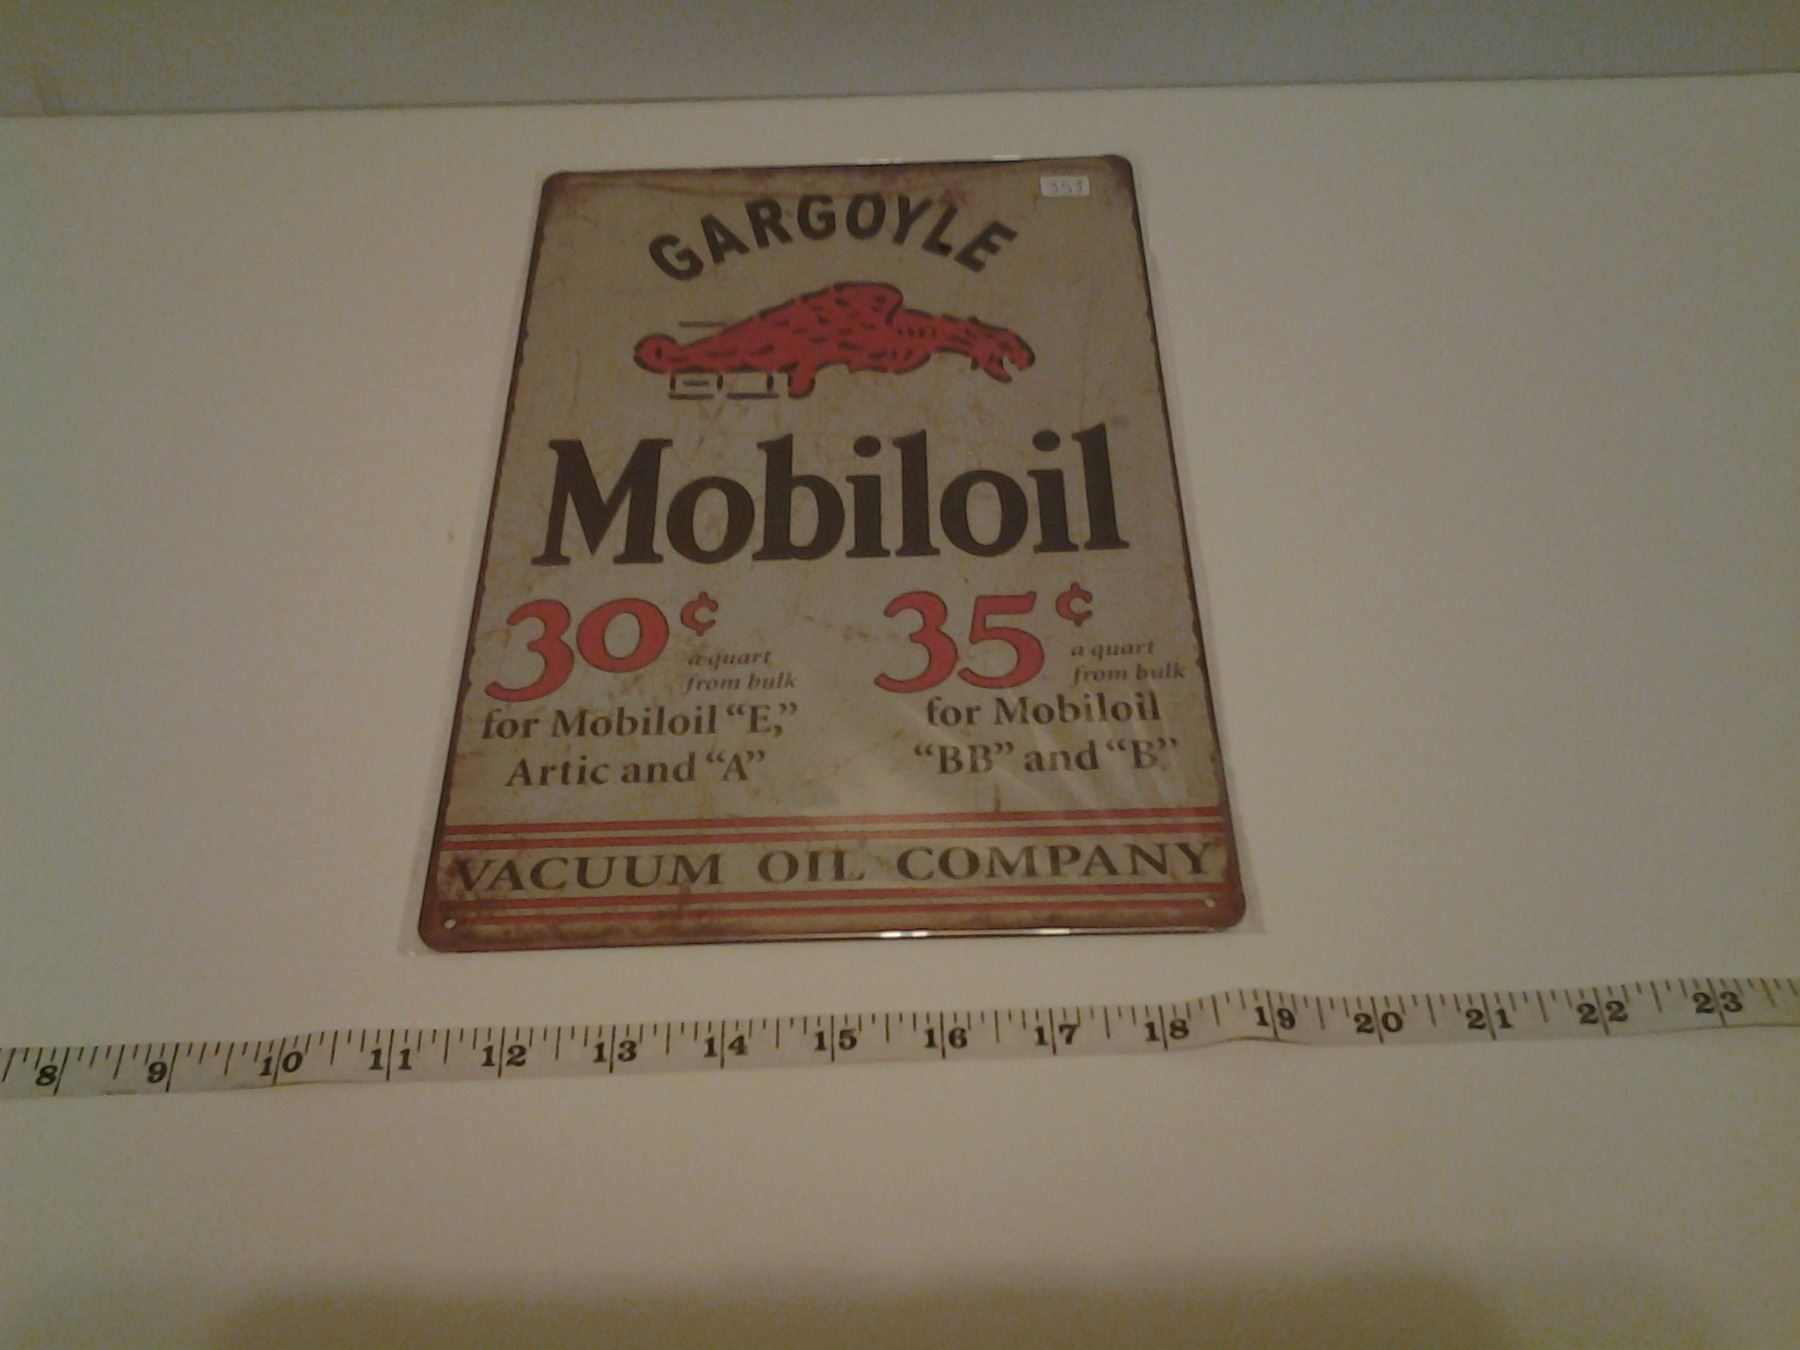 353
GARGOYLE
Mobiloil
30¢ a quart from bulk
for Mobiloil “E,”
Artic and “A”
35¢ a quart from bulk
for Mobiloil
“BB” and “B.”
VACUUM OIL COMPANY
8 9 10 11 12 13 14 15 16 17 18 19 20 21 22 23